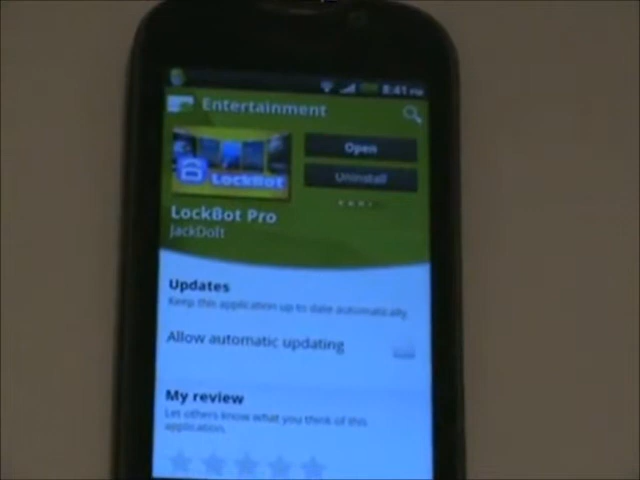 8:41 PM
Entertainment
Open
LockBot
Uninstall
LockBot Pro
JackDoIt
Updates
Keep this application up to date automatically.
Allow automatic updating
My review
Let others know what you think of this
application.